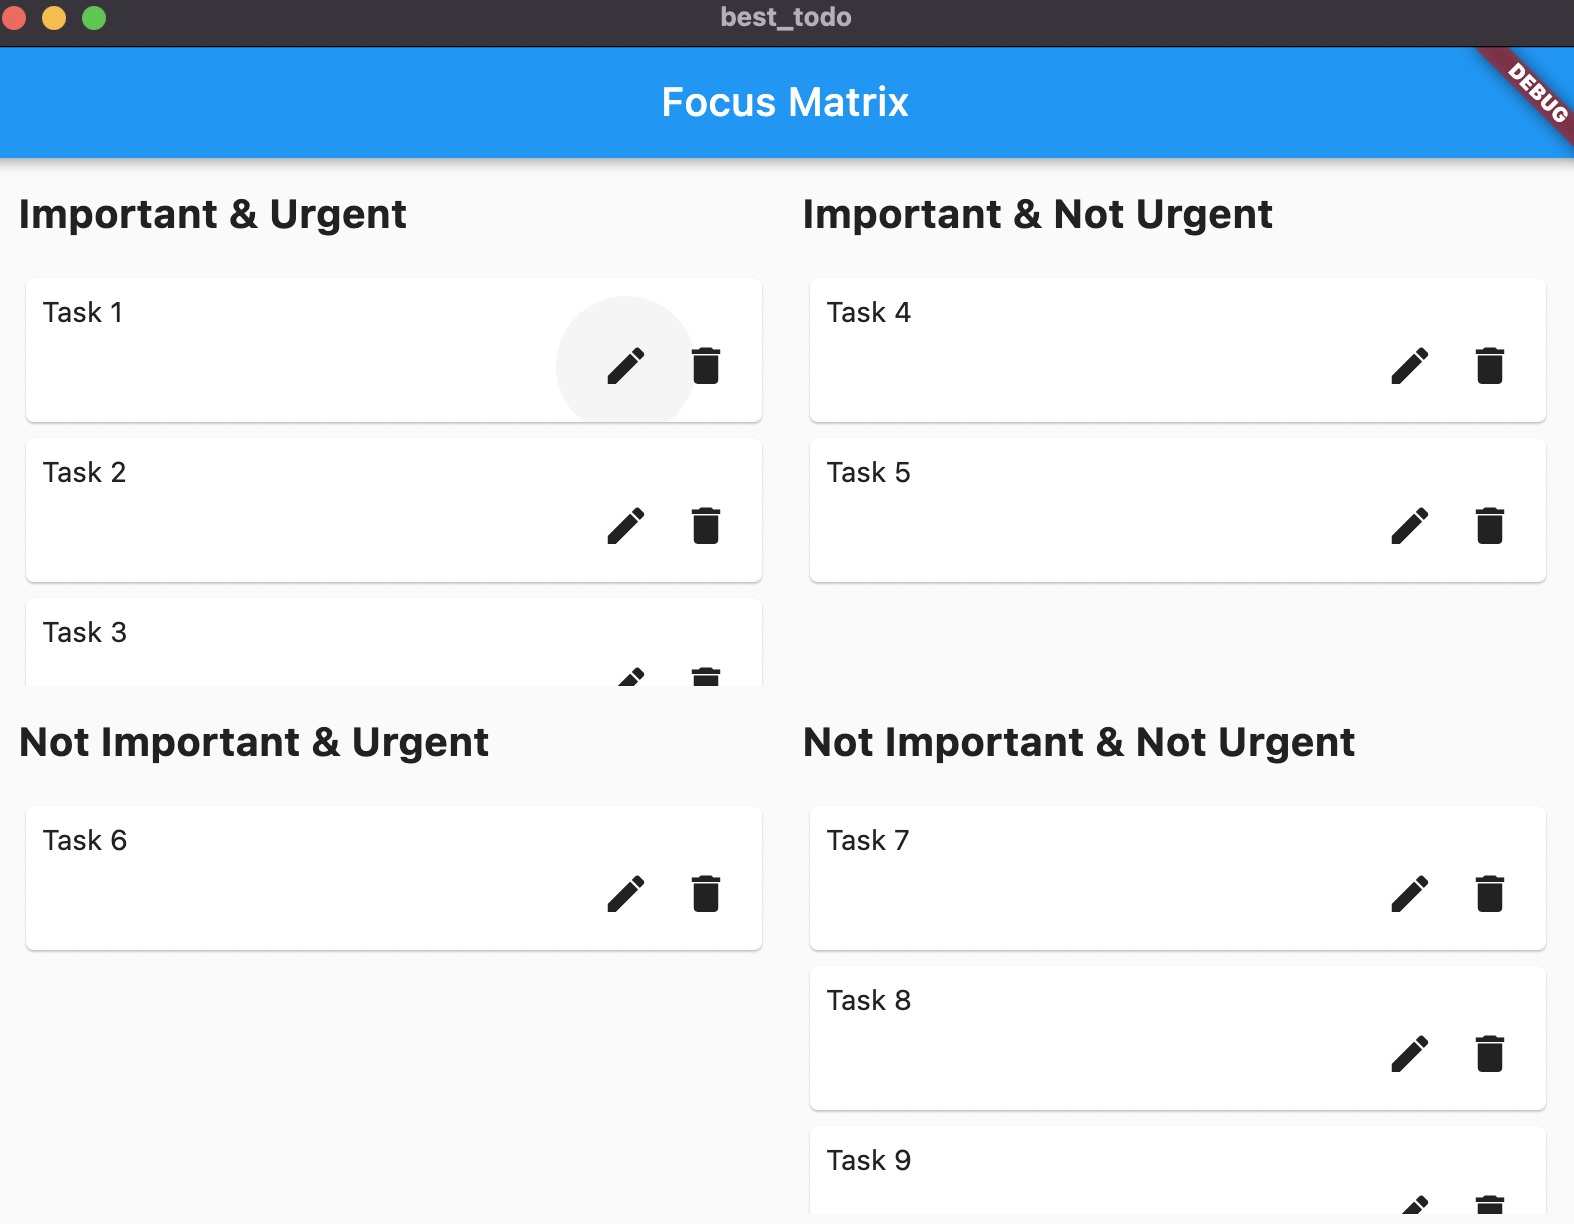 best_todo
Focus Matrix
DEBUG
Important & Urgent
Task 1
Task 2
Task 3
Important & Not Urgent
Task 4
Task 5
Not Important & Urgent
Task 6
Not Important & Not Urgent
Task 7
Task 8
Task 9